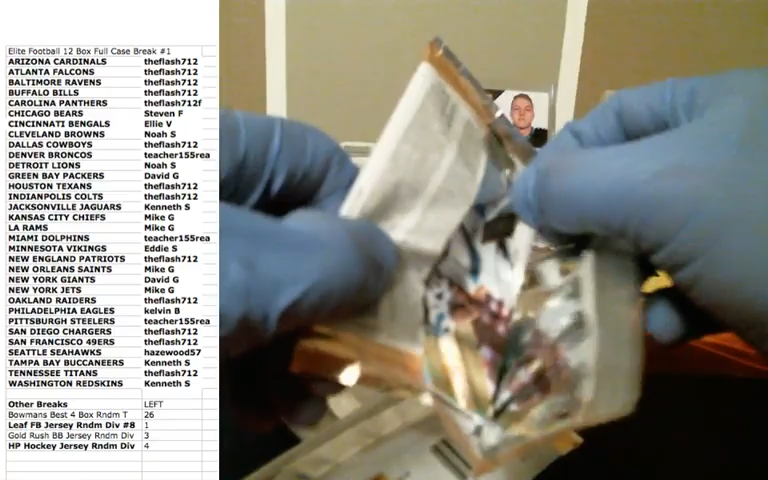 Elite Football 12 Box Full Case Break #1
ARIZONA CARDINALS theflash712
ATLANTA FALCONS theflash712
BALTIMORE RAVENS theflash712
BUFFALO BILLS theflash712
CAROLINA PANTHERS theflash712f
CHICAGO BEARS Steven F
CINCINNATI BENGALS Ellie V
CLEVELAND BROWNS Noah S
DALLAS COWBOYS theflash712
DENVER BRONCOS teacher155rea
DETROIT LIONS Noah S
GREEN BAY PACKERS David G
HOUSTON TEXANS theflash712
INDIANPOLIS COLTS theflash712
JACKSONVILLE JAGUARS Kenneth S
KANSAS CITY CHIEFS Mike G
LA RAMS Mike G
MIAMI DOLPHINS teacher155rea
MINNESOTA VIKINGS Eddie S
NEW ENGLAND PATRIOTS theflash712
NEW ORLEANS SAINTS Mike G
NEW YORK GIANTS David G
NEW YORK JETS Mike G
OAKLAND RAIDERS theflash712
PHILADELPHIA EAGLES kelvin B
PITTSBURGH STEELERS teacher155rea
SAN DIEGO CHARGERS theflash712
SAN FRANCISCO 49ERS theflash712
SEATTLE SEAHAWKS hazewood57
TAMPA BAY BUCCANEERS Kenneth S
TENNESSEE TITANS theflash712
WASHINGTON REDSKINS Kenneth S
Other Breaks LEFT
Bowmans Best 4 Box Rndm T 26
Leaf FB Jersey Rndm Div #8 1
Gold Rush BB Jersey Rndm Div 3
HP Hockey Jersey Rndm Div 4